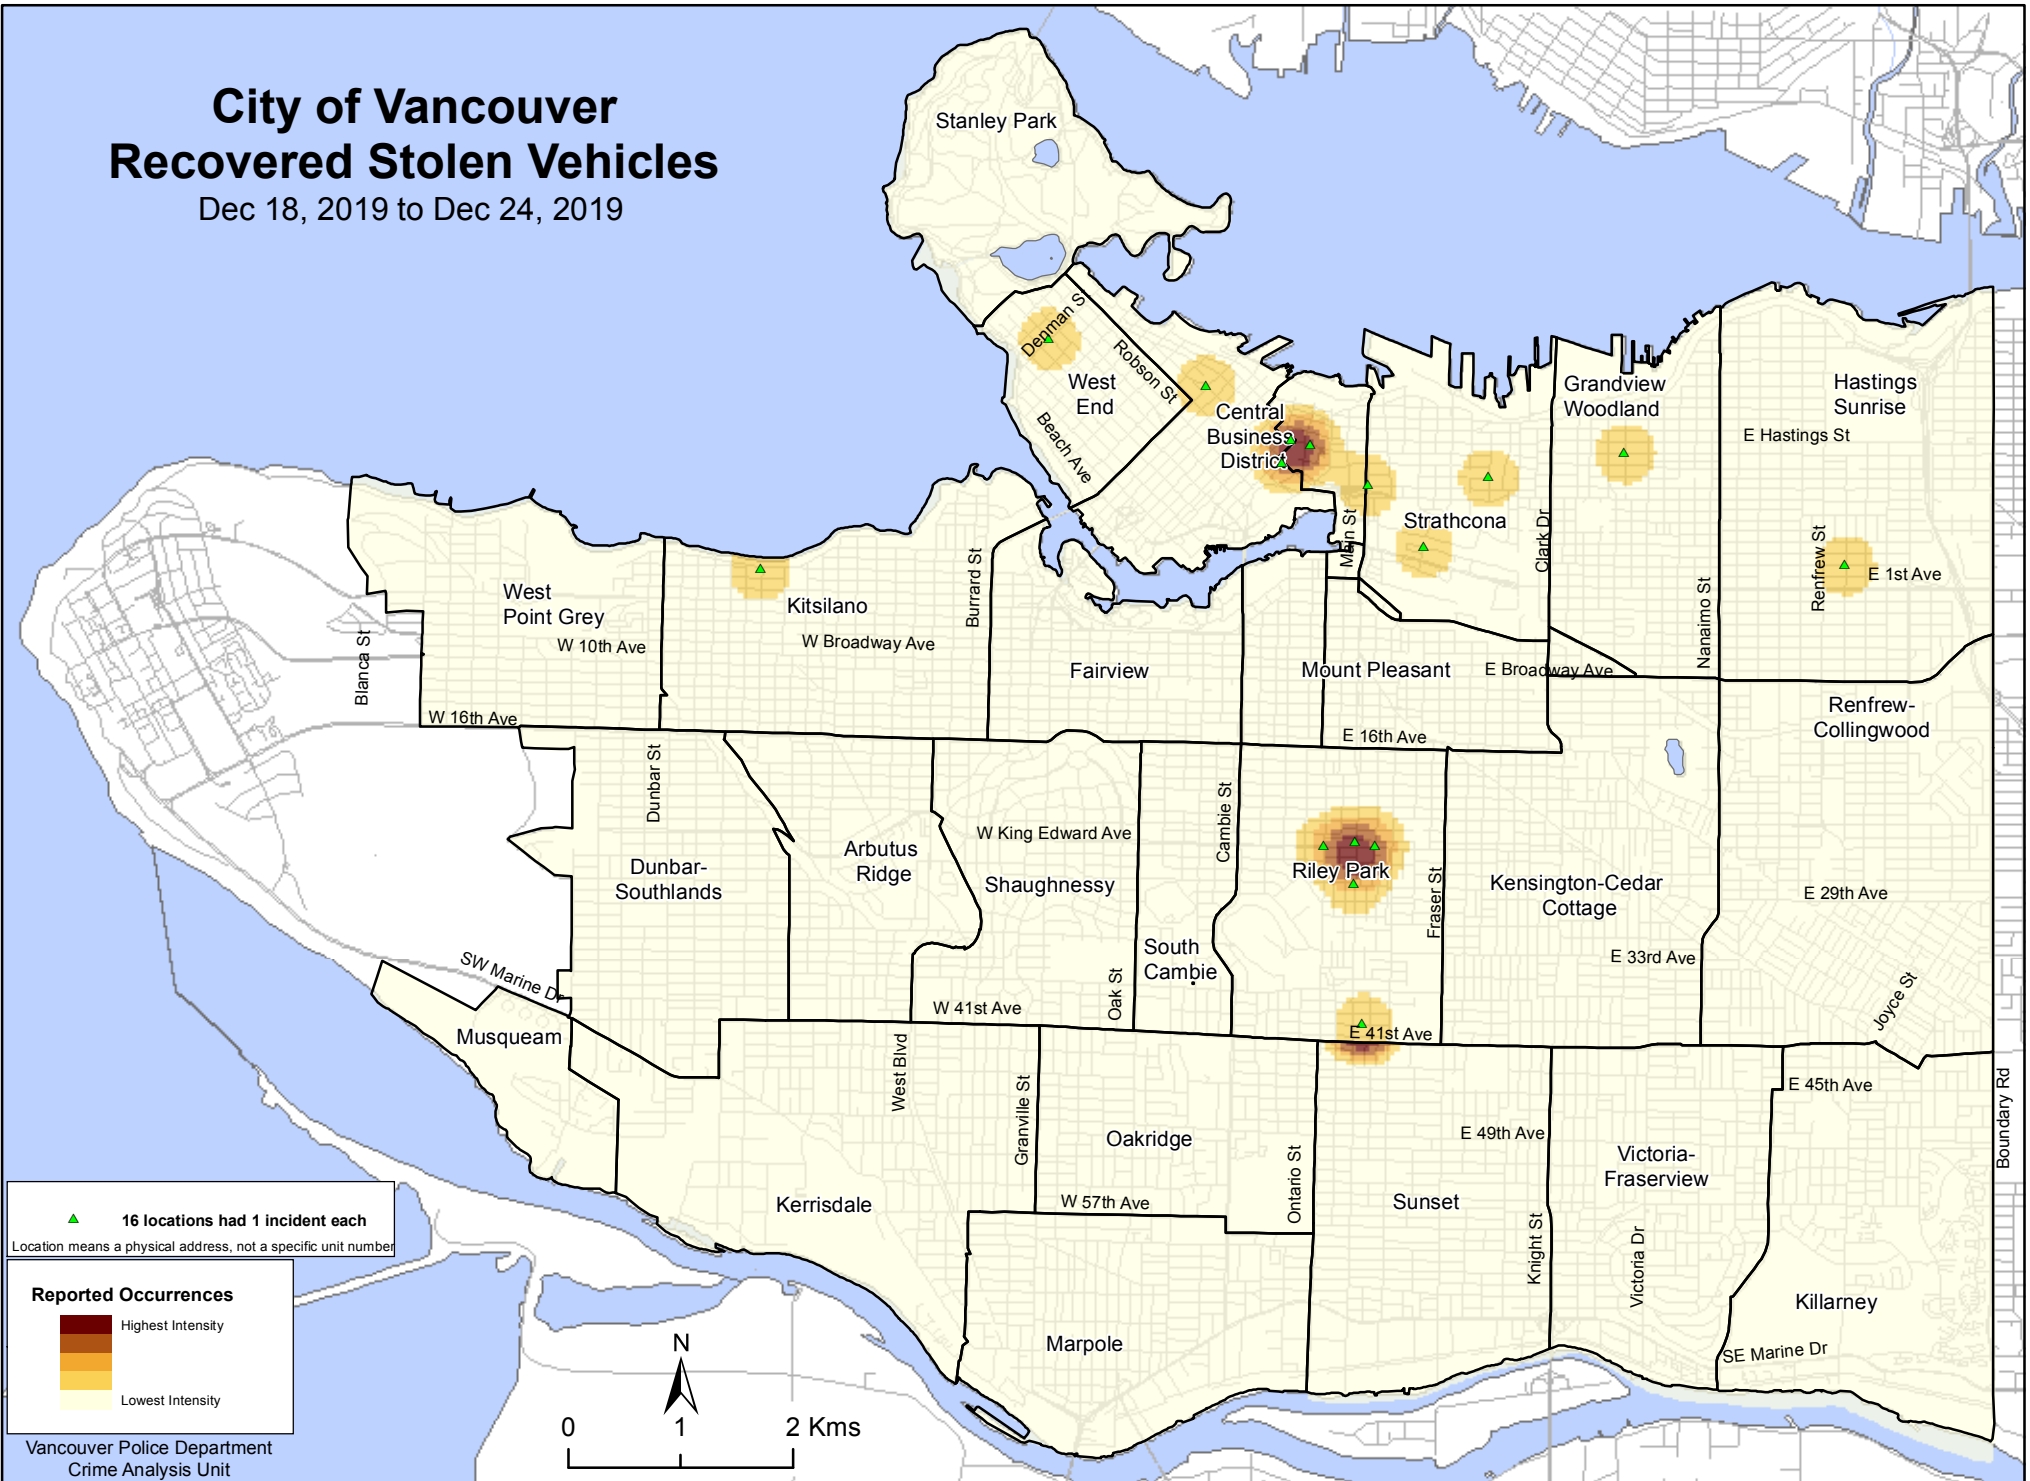 City of Vancouver
Recovered Stolen Vehicles
Dec 18, 2019 to Dec 24, 2019
Stanley Park
Denman S
Robson St
West
End
Beach Ave
Central
Business
District
Main St
Strathcona
Clark Dr
Grandview
Woodland
Nanaimo St
Hastings
Sunrise
E Hastings St
Renfrew St
E 1st Ave
West
Point Grey
W 10th Ave
Blanca St
W 16th Ave
Kitsilano
W Broadway Ave
Burrard St
Fairview
Mount Pleasant
E Broadway Ave
E 16th Ave
Renfrew-
Collingwood
Dunbar St
Dunbar-
Southlands
Arbutus
Ridge
W King Edward Ave
Shaughnessy
Cambie St
South
Cambie
Oak St
W 41st Ave
Riley Park
Fraser St
E 41st Ave
Kensington-Cedar
Cottage
E 33rd Ave
E 29th Ave
Joyce St
SW Marine Dr
Musqueam
West Blvd
Granville St
Kerrisdale
Oakridge
W 57th Ave
Ontario St
Sunset
E 49th Ave
Knight St
Victoria-
Fraserview
Victoria Dr
E 45th Ave
Boundary Rd
Killarney
SE Marine Dr
Marpole
16 locations had 1 incident each
Location means a physical address, not a specific unit number
Reported Occurrences
Highest Intensity
Lowest Intensity
Vancouver Police Department
Crime Analysis Unit
N
0 1 2 Kms